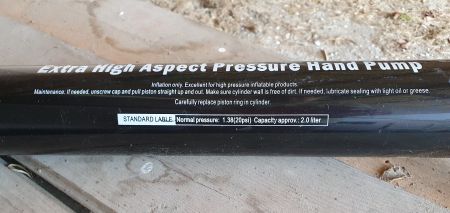 Extra High Aspect Pressure Hand Pump
Inflation only. Excellent for high pressure inflatable products.
Maintenance: If needed, unscrew cap and pull piston straight up and out. Make sure cylinder wall is free of dirt. If needed, lubricate sealing with light oil or greese.
Carefully replace piston ring in cylinder.
STANDARD LABLE. Normal pressure: 1.38(20psi) Capacity approv.: 2.0 liter